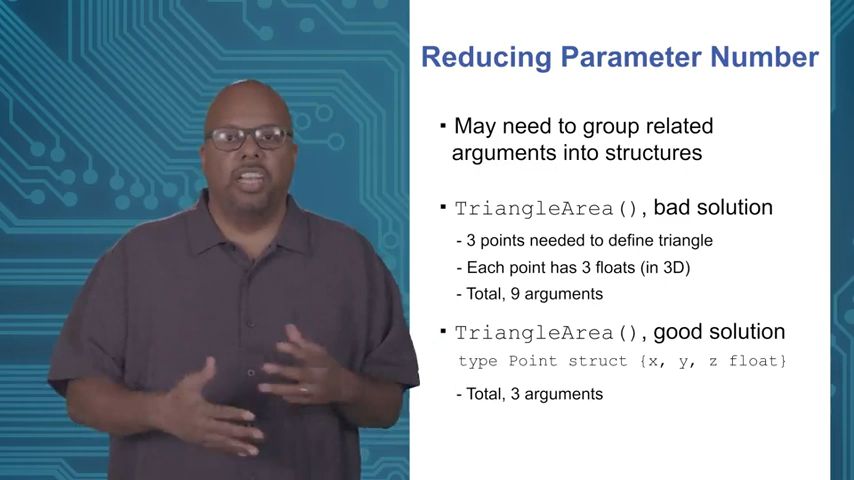 Reducing Parameter Number
▪ May need to group related
arguments into structures
▪ TriangleArea(), bad solution
- 3 points needed to define triangle
- Each point has 3 floats (in 3D)
- Total, 9 arguments
▪ TriangleArea(), good solution
type Point struct {x, y, z float}
- Total, 3 arguments